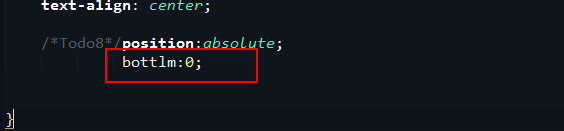 text-align: center;
/*Todo8*/position:absolute;
bottlm:0;
}